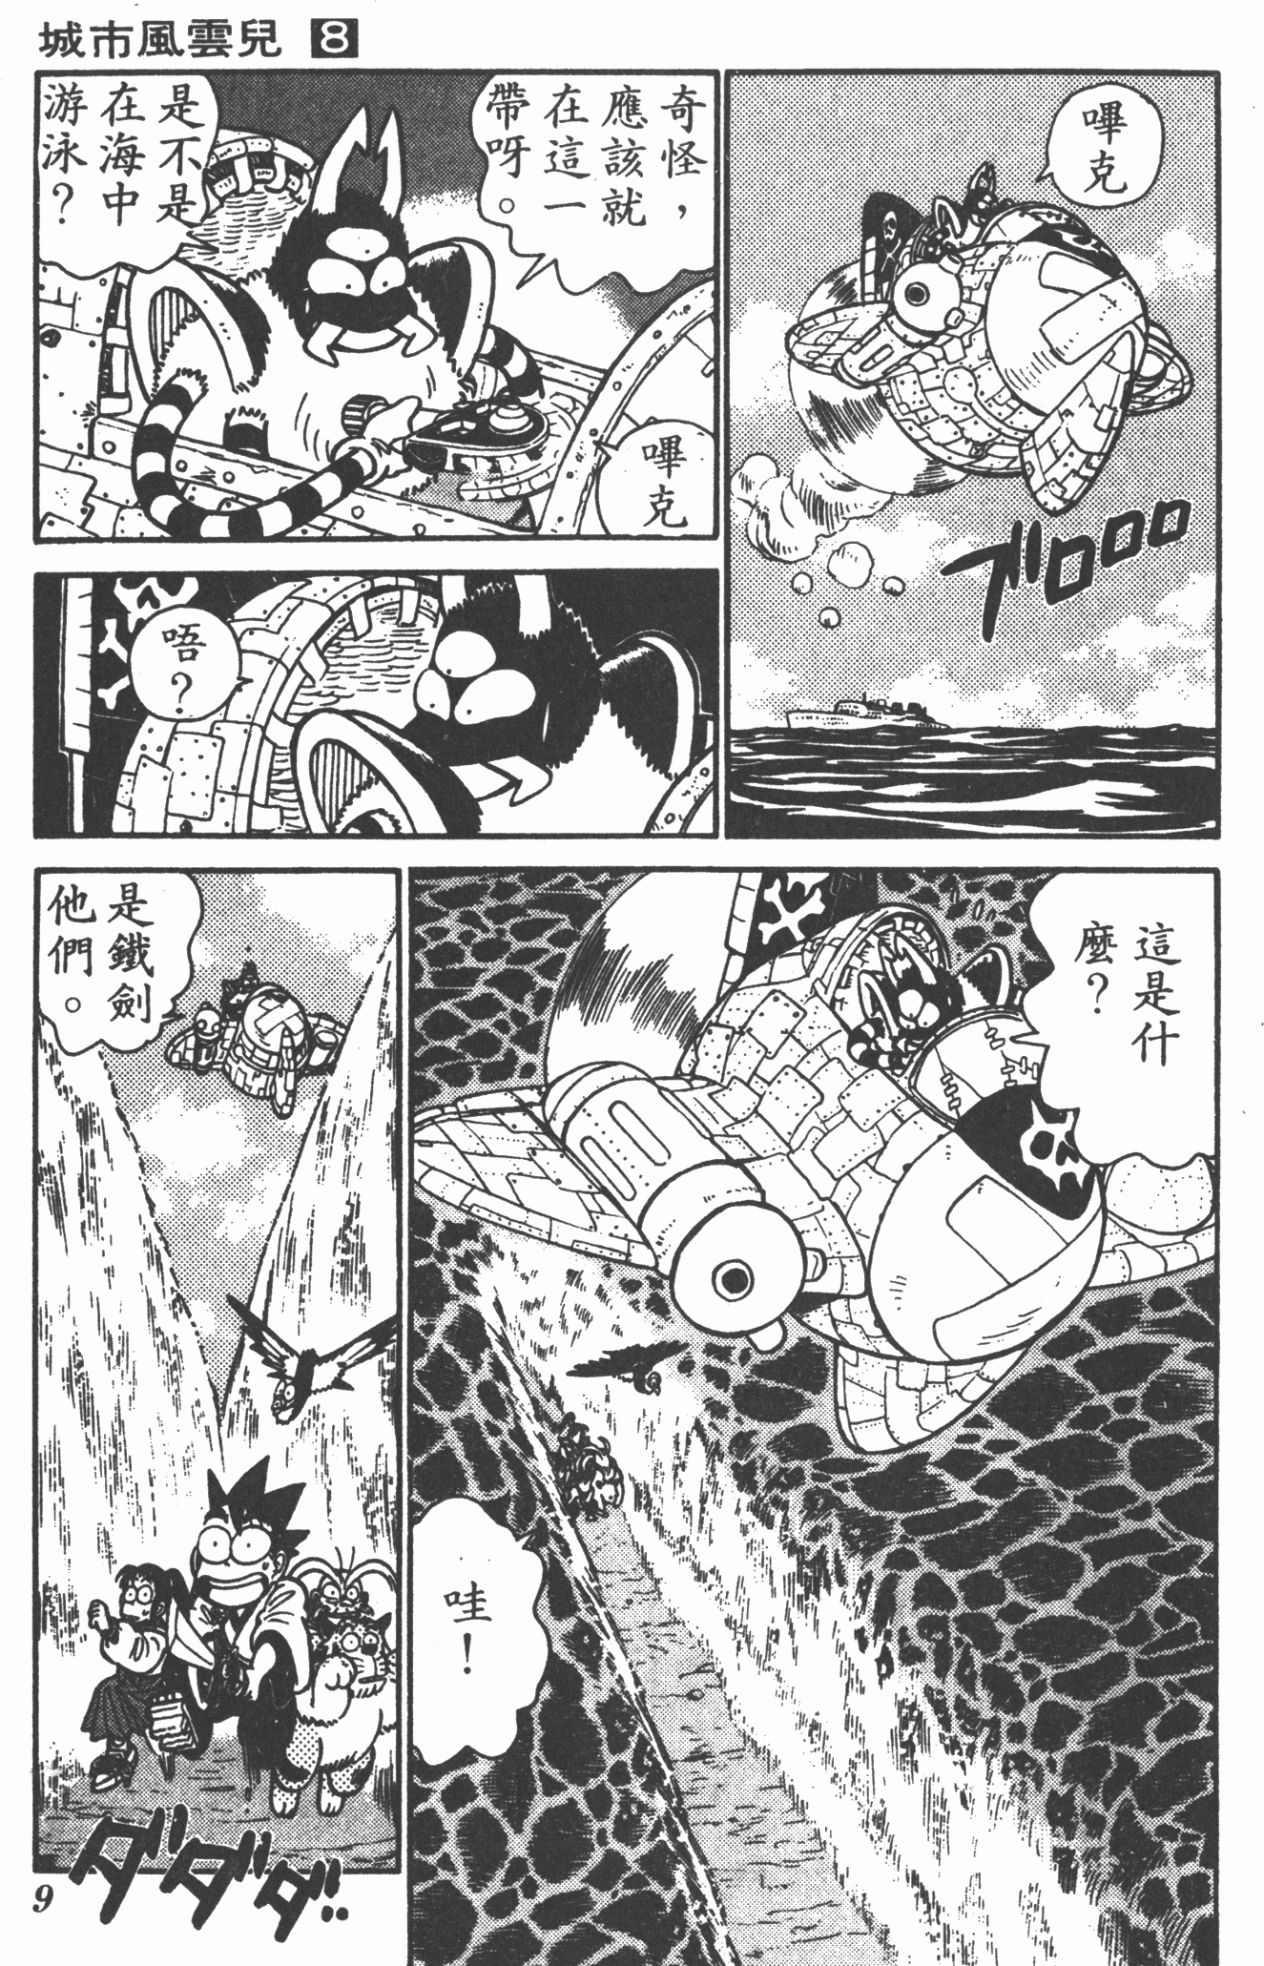 城市風雲兒 8
嗶克
ブロロロ
奇怪，
應該就
在這一
帶呀。
是不是
在海中
游泳？
嗶克
唔？
這是什
麼？
哇！
是鐵劍
他們。
ダダダ
9